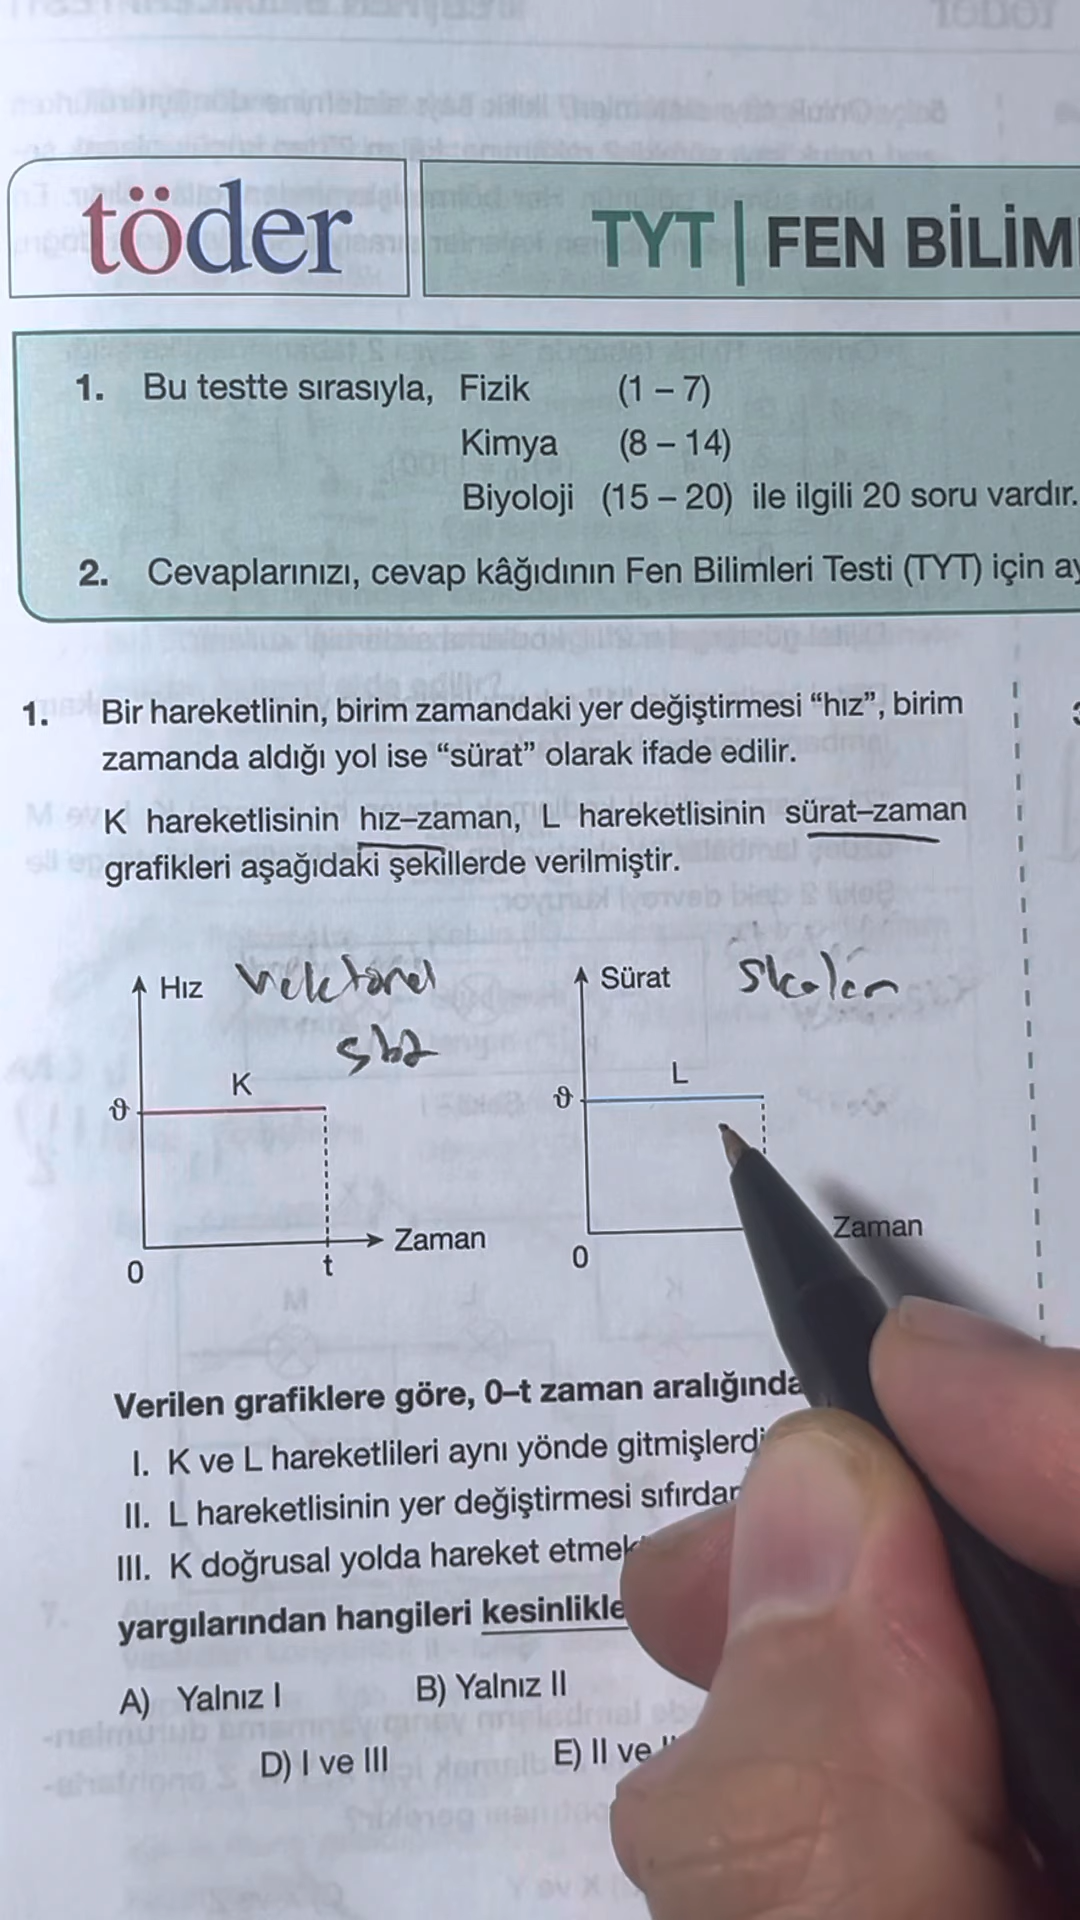 töder
TYT | FEN BİLİM
1. Bu testte sırasıyla, Fizik (1 – 7)
Kimya (8 – 14)
Biyoloji (15 – 20) ile ilgili 20 soru vardır.
2. Cevaplarınızı, cevap kâğıdının Fen Bilimleri Testi (TYT) için ay
1. Bir hareketlinin, birim zamandaki yer değiştirmesi “hız”, birim
zamanda aldığı yol ise “sürat” olarak ifade edilir.
K hareketlisinin hız–zaman, L hareketlisinin sürat–zaman
grafikleri aşağıdaki şekillerde verilmiştir.
Hız vektörel
sbt
K
ϑ
Zaman
0 t
Sürat skaler
L
ϑ
Zaman
0
Verilen grafiklere göre, 0–t zaman aralığında
I. K ve L hareketlileri aynı yönde gitmişlerdi
II. L hareketlisinin yer değiştirmesi sıfırdan
III. K doğrusal yolda hareket etmek
yargılarından hangileri kesinlikle
A) Yalnız I B) Yalnız II
D) I ve III E) II ve